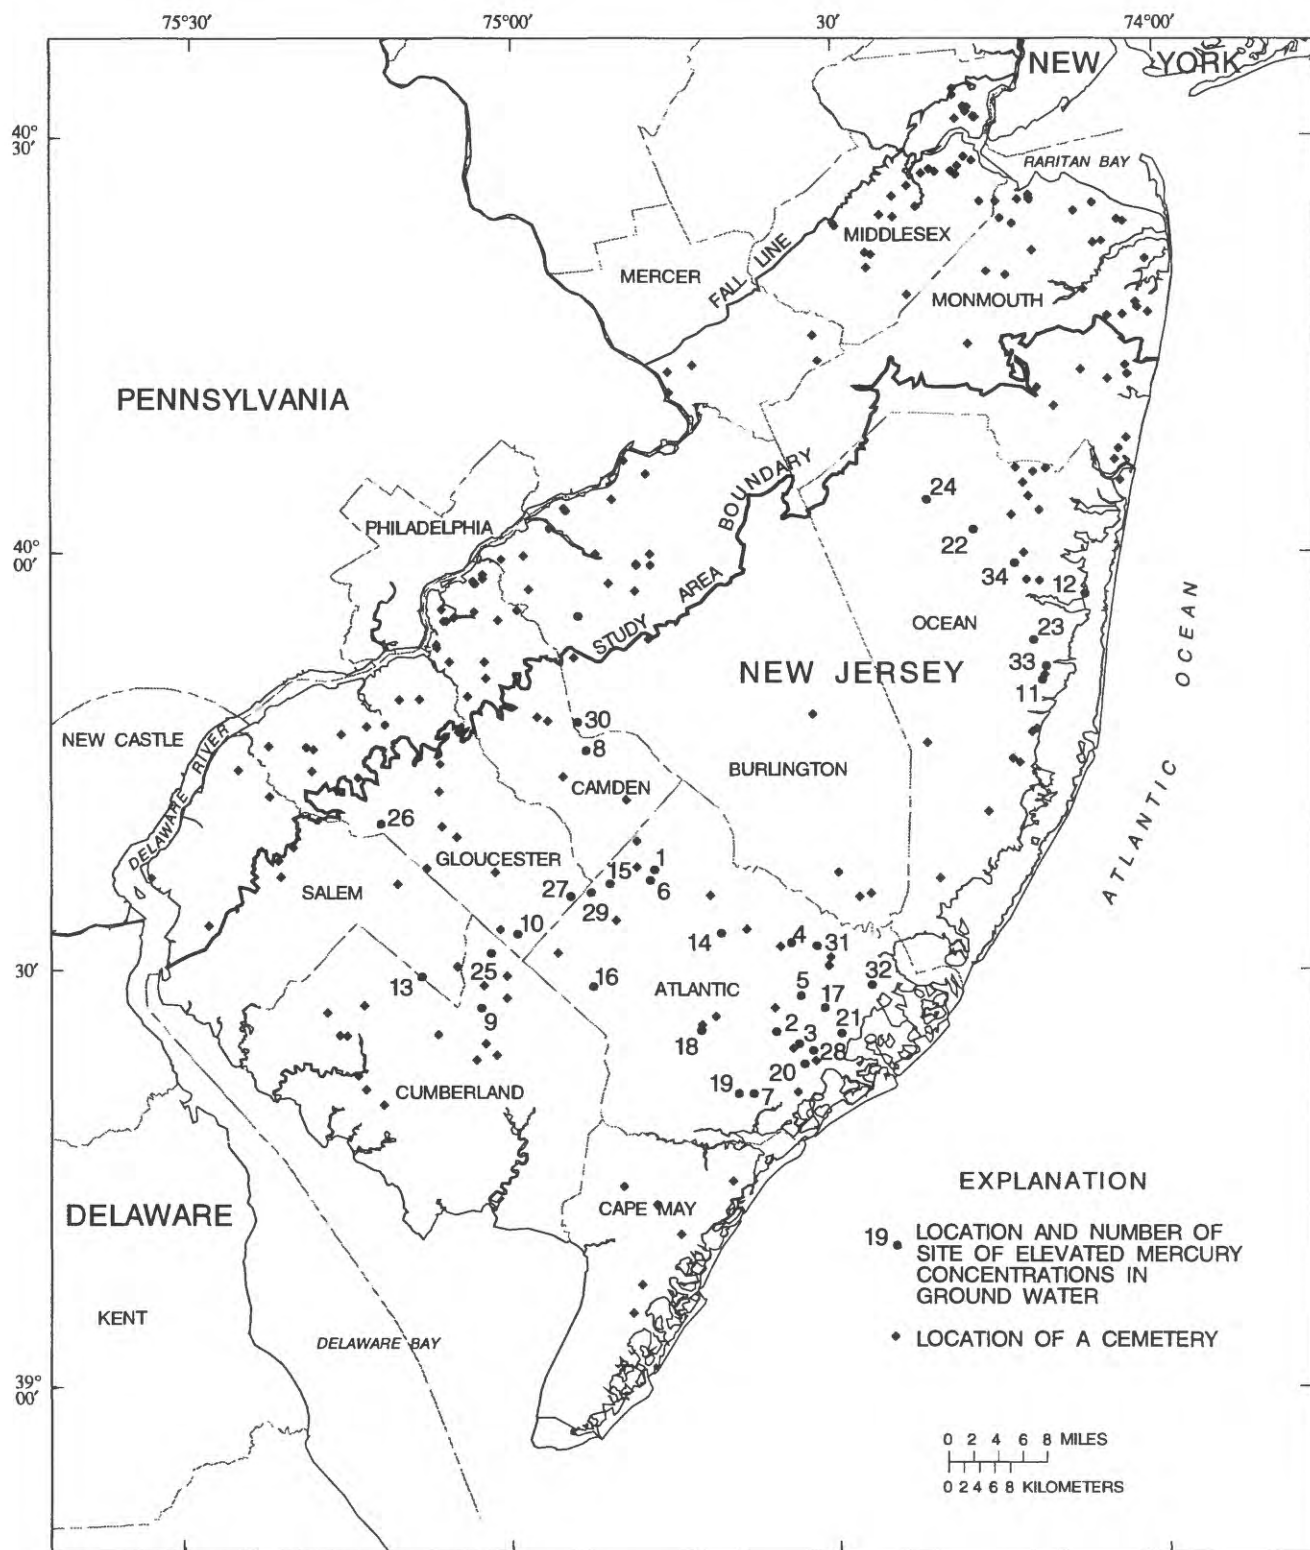 75°30′ 75°00′ 30′ 74°00′
NEW YORK
40°
30′
RARITAN BAY
MIDDLESEX
FALL LINE
MERCER
MONMOUTH
PENNSYLVANIA
BOUNDARY
24
PHILADELPHIA
22
40°
00′
34 12
AREA
STUDY
OCEAN
23
ATLANTIC OCEAN
NEW JERSEY
33
11
30
NEW CASTLE
DELAWARE RIVER
8
BURLINGTON
CAMDEN
26
GLOUCESTER
15 1
SALEM
27 6
29
10
14 4 31
30′
25
13 16 ATLANTIC 5 32
17
9
18 2 3 21
28
20
19 7
CUMBERLAND
EXPLANATION
DELAWARE
CAPE MAY
19 LOCATION AND NUMBER OF
SITE OF ELEVATED MERCURY
CONCENTRATIONS IN
GROUND WATER
KENT
DELAWARE BAY
LOCATION OF A CEMETERY
39°
00′
0 2 4 6 8 MILES
0 2 4 6 8 KILOMETERS